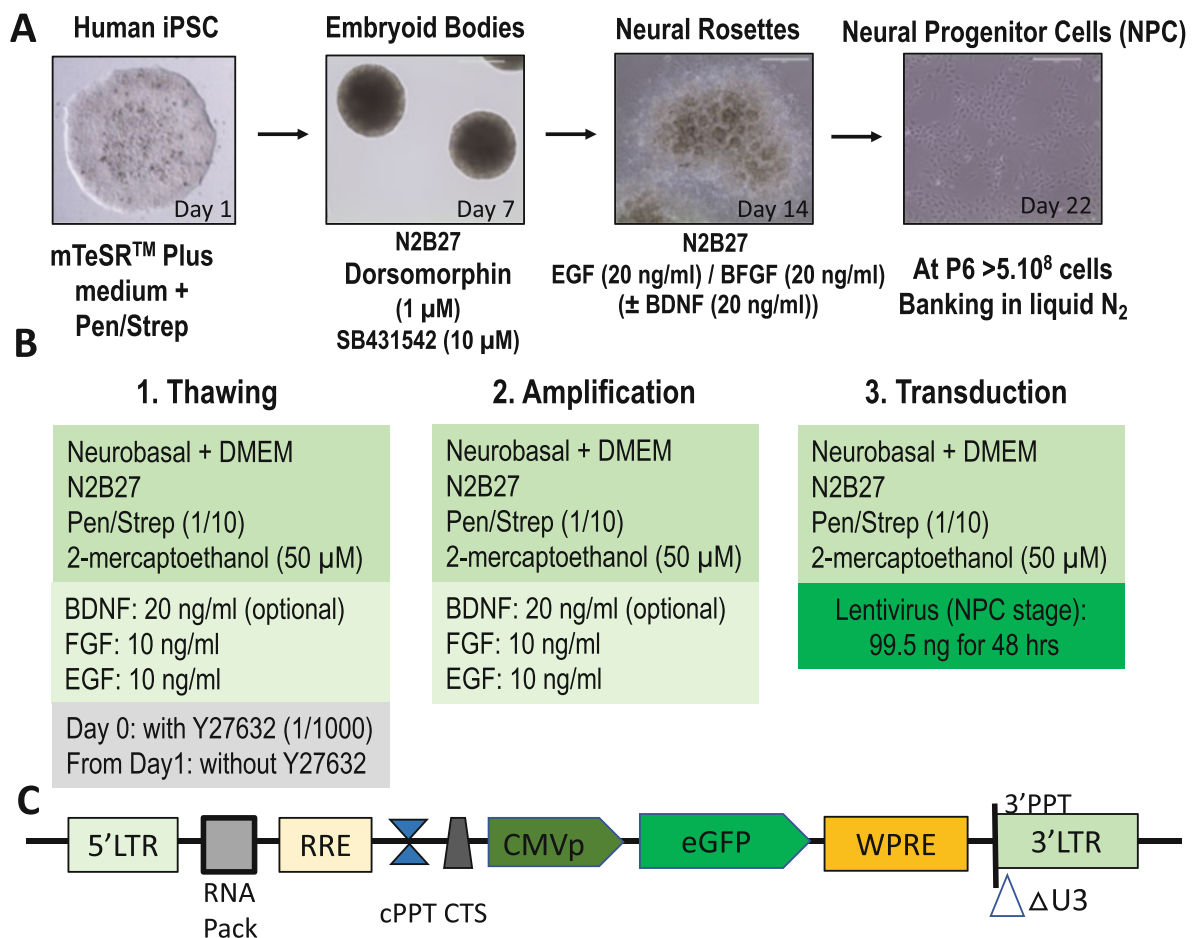 A
Human iPSC
Embryoid Bodies
Neural Rosettes
Neural Progenitor Cells (NPC)
Day 1
Day 7
Day 14
Day 22
mTeSR™ Plus
medium +
Pen/Strep
N2B27
Dorsomorphin
(1 µM)
SB431542 (10 µM)
N2B27
EGF (20 ng/ml) / BFGF (20 ng/ml)
(± BDNF (20 ng/ml))
At P6 >5.10⁸ cells
Banking in liquid N₂
B
1. Thawing
Neurobasal + DMEM
N2B27
Pen/Strep (1/10)
2-mercaptoethanol (50 µM)
BDNF: 20 ng/ml (optional)
FGF: 10 ng/ml
EGF: 10 ng/ml
Day 0: with Y27632 (1/1000)
From Day1: without Y27632
2. Amplification
Neurobasal + DMEM
N2B27
Pen/Strep (1/10)
2-mercaptoethanol (50 µM)
BDNF: 20 ng/ml (optional)
FGF: 10 ng/ml
EGF: 10 ng/ml
3. Transduction
Neurobasal + DMEM
N2B27
Pen/Strep (1/10)
2-mercaptoethanol (50 µM)
Lentivirus (NPC stage):
99.5 ng for 48 hrs
C
5'LTR
RNA
Pack
RRE
cPPT CTS
CMVp
eGFP
WPRE
3'PPT
3'LTR
△U3